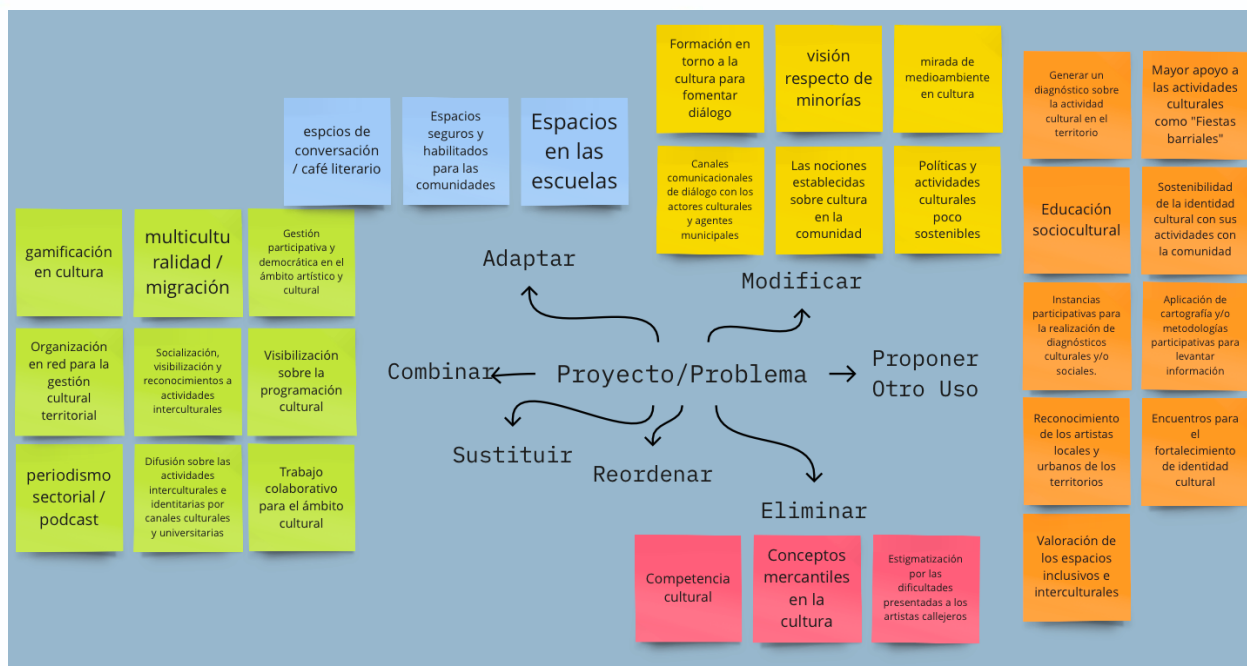 espcios de
conversación
/ café literario
Espacios
seguros y
habilitados
para las
comunidades
Espacios
en las
escuelas
Formación en
torno a la
cultura para
fomentar
diálogo
visión
respecto de
minorías
mirada de
medioambiente
en cultura
Canales
comunicacionales
de diálogo con los
actores culturales
y agentes
municipales
Las nociones
establecidas
sobre cultura
en la
comunidad
Políticas y
actividades
culturales
poco
sostenibles
Generar un
diagnóstico sobre
la actividad
cultural en el
territorio
Mayor apoyo a
las actividades
culturales
como "Fiestas
barriales"
Educación
sociocultural
Sostenibilidad
de la identidad
cultural con sus
actividades con
la comunidad
Instancias
participativas para
la realización de
diagnósticos
culturales y/o
sociales.
Aplicación de
cartografía y/o
metodologías
participativas para
levantar
información
Reconocimiento
de los artistas
locales y
urbanos de los
territorios
Encuentros para
el
fortalecimiento
de identidad
cultural
Valoración de
los espacios
inclusivos e
interculturales
gamificación
en cultura
multicultu
ralidad /
migración
Gestión
participativa y
democrática en el
ámbito artístico y
cultural
Organización
en red para la
gestión
cultural
territorial
Socialización,
visibilización y
reconocimientos a
actividades
interculturales
Visibilización
sobre la
programación
cultural
periodismo
sectorial /
podcast
Difusión sobre las
actividades
interculturales e
identitarias por
canales culturales
y universitarias
Trabajo
colaborativo
para el ámbito
cultural
Adaptar
Modificar
Combinar
Proyecto/Problema
Proponer
Otro Uso
Sustituir
Reordenar
Eliminar
Competencia
cultural
Conceptos
mercantiles
en la
cultura
Estigmatización
por las
dificultades
presentadas a los
artistas callejeros